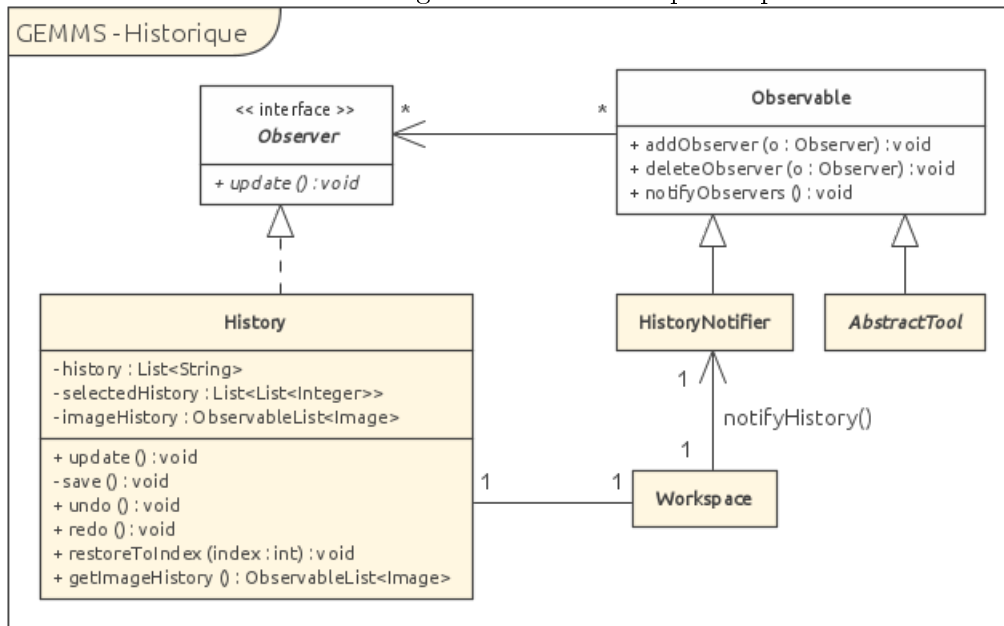 GEMMS - Historique
<< interface >>
Observer
+ update () : void
*
*
Observable
+ addObserver (o : Observer) : void
+ deleteObserver (o : Observer) : void
+ notifyObservers () : void
History
- history : List<String>
- selectedHistory : List<List<Integer>>
- imageHistory : ObservableList<Image>
+ update () : void
- save () : void
+ undo () : void
+ redo () : void
+ restoreToIndex (index : int) : void
+ getImageHistory () : ObservableList<Image>
HistoryNotifier
AbstractTool
1
notifyHistory()
1
1
1
Workspace